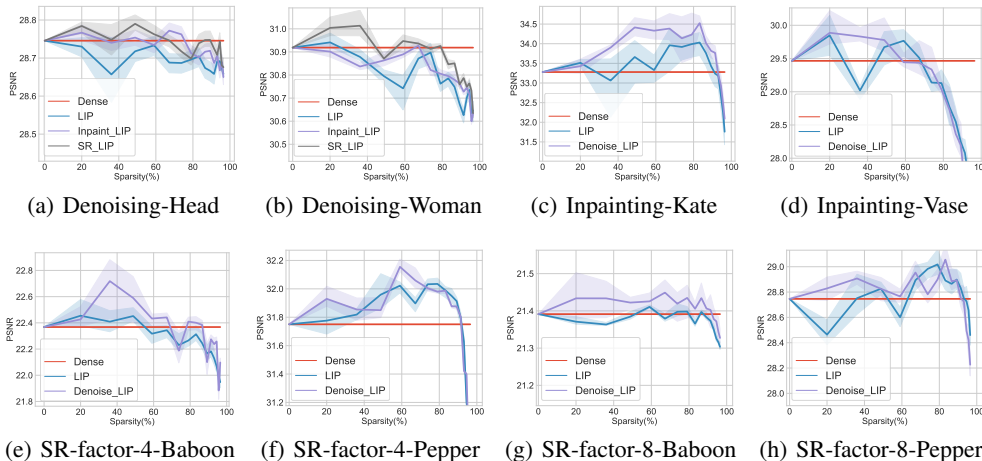 PSNR
28.8
28.7
28.6
28.5
Dense
LIP
Inpaint_LIP
SR_LIP
0 20 40 60 80 100
Sparsity(%)
(a) Denoising-Head
PSNR
31.0
30.9
30.8
30.7
30.6
30.5
Dense
LIP
Inpaint_LIP
SR_LIP
0 20 40 60 80 100
Sparsity(%)
(b) Denoising-Woman
PSNR
34.5
34.0
33.5
33.0
32.5
32.0
31.5
Dense
LIP
Denoise_LIP
0 20 40 60 80 100
Sparsity(%)
(c) Inpainting-Kate
PSNR
30.0
29.5
29.0
28.5
28.0
Dense
LIP
Denoise_LIP
0 20 40 60 80 100
Sparsity(%)
(d) Inpainting-Vase
PSNR
22.8
22.6
22.4
22.2
22.0
21.8
Dense
LIP
Denoise_LIP
0 20 40 60 80 100
Sparsity(%)
(e) SR-factor-4-Baboon
PSNR
32.2
32.0
31.8
31.6
31.4
31.2
Dense
LIP
Denoise_LIP
0 20 40 60 80 100
Sparsity(%)
(f) SR-factor-4-Pepper
PSNR
21.5
21.4
21.3
21.2
Dense
LIP
Denoise_LIP
0 20 40 60 80 100
Sparsity(%)
(g) SR-factor-8-Baboon
PSNR
29.0
28.8
28.6
28.4
28.2
28.0
Dense
LIP
Denoise_LIP
0 20 40 60 80 100
Sparsity(%)
(h) SR-factor-8-Pepper